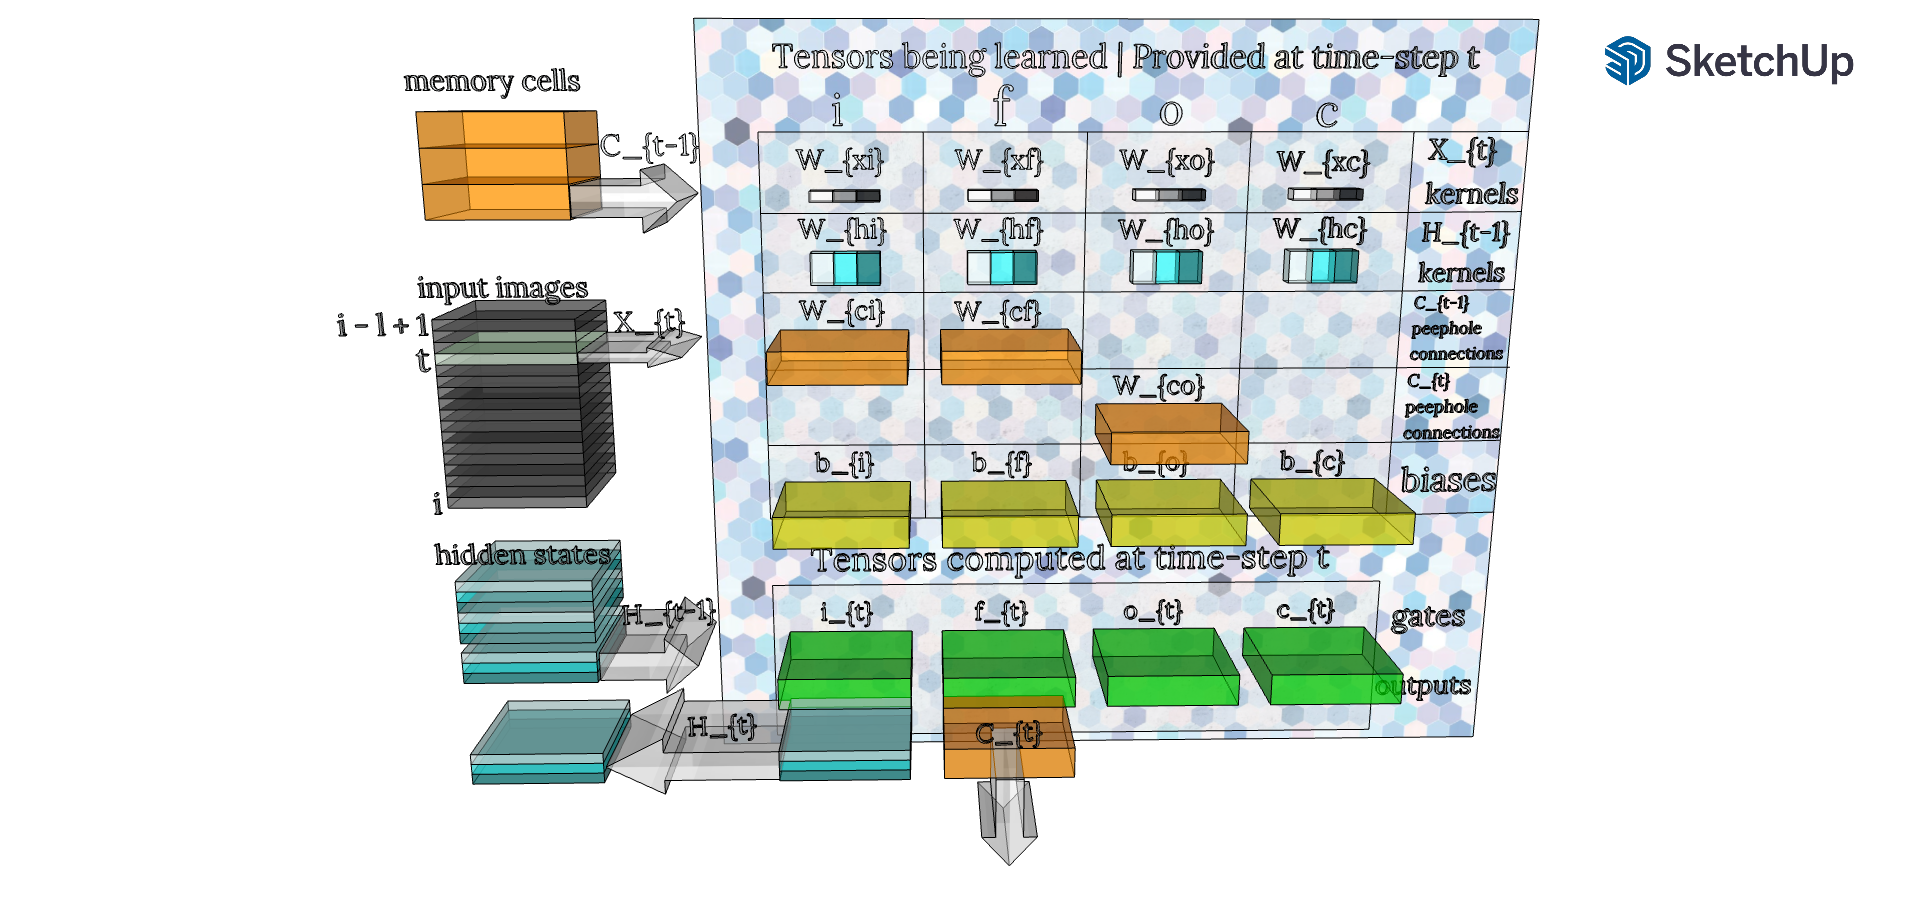 SketchUp
Tensors being learned | Provided at time-step t
memory cells
i f o c
C_{t-1}
W_{xi} W_{xf} W_{xo} W_{xc} X_{t}
kernels
W_{hi} W_{hf} W_{ho} W_{hc} H_{t-1}
kernels
input images
W_{ci} W_{cf} C_{t-1}
peephole
connections
i - l + 1
X_{t}
t
W_{co} C_{t}
peephole
connections
b_{i} b_{f} b_{o} b_{c} biases
i
hidden states
Tensors computed at time-step t
H_{t-1}
i_{t} f_{t} o_{t} c_{t} gates
outputs
H_{t}
C_{t}